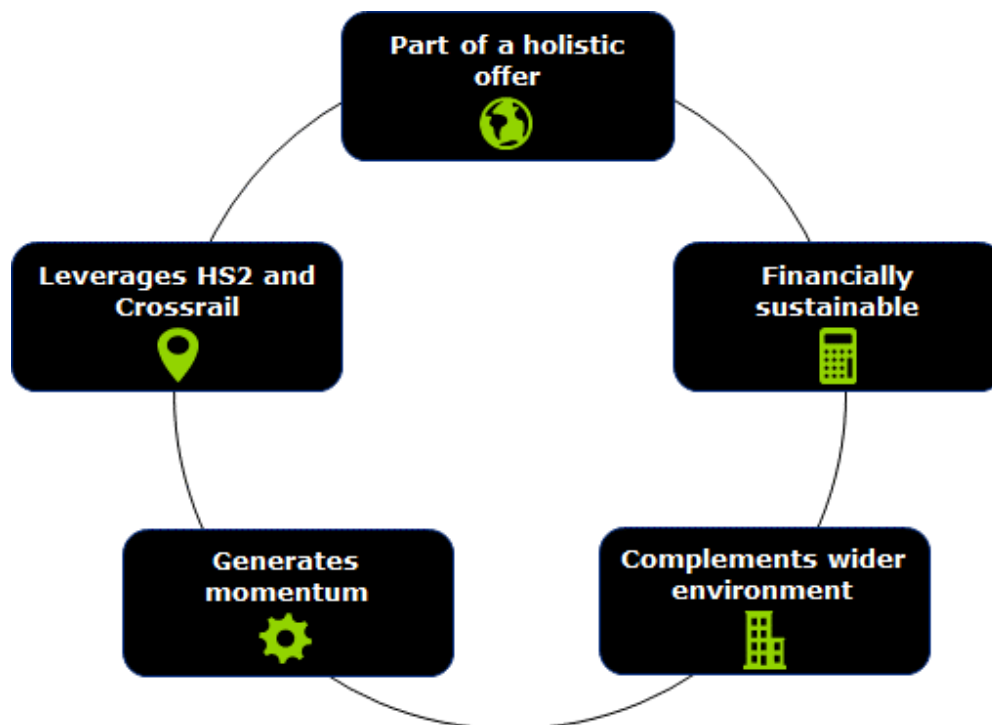 Part of a holistic
offer
Leverages HS2 and
Crossrail
Financially
sustainable
Generates
momentum
Complements wider
environment